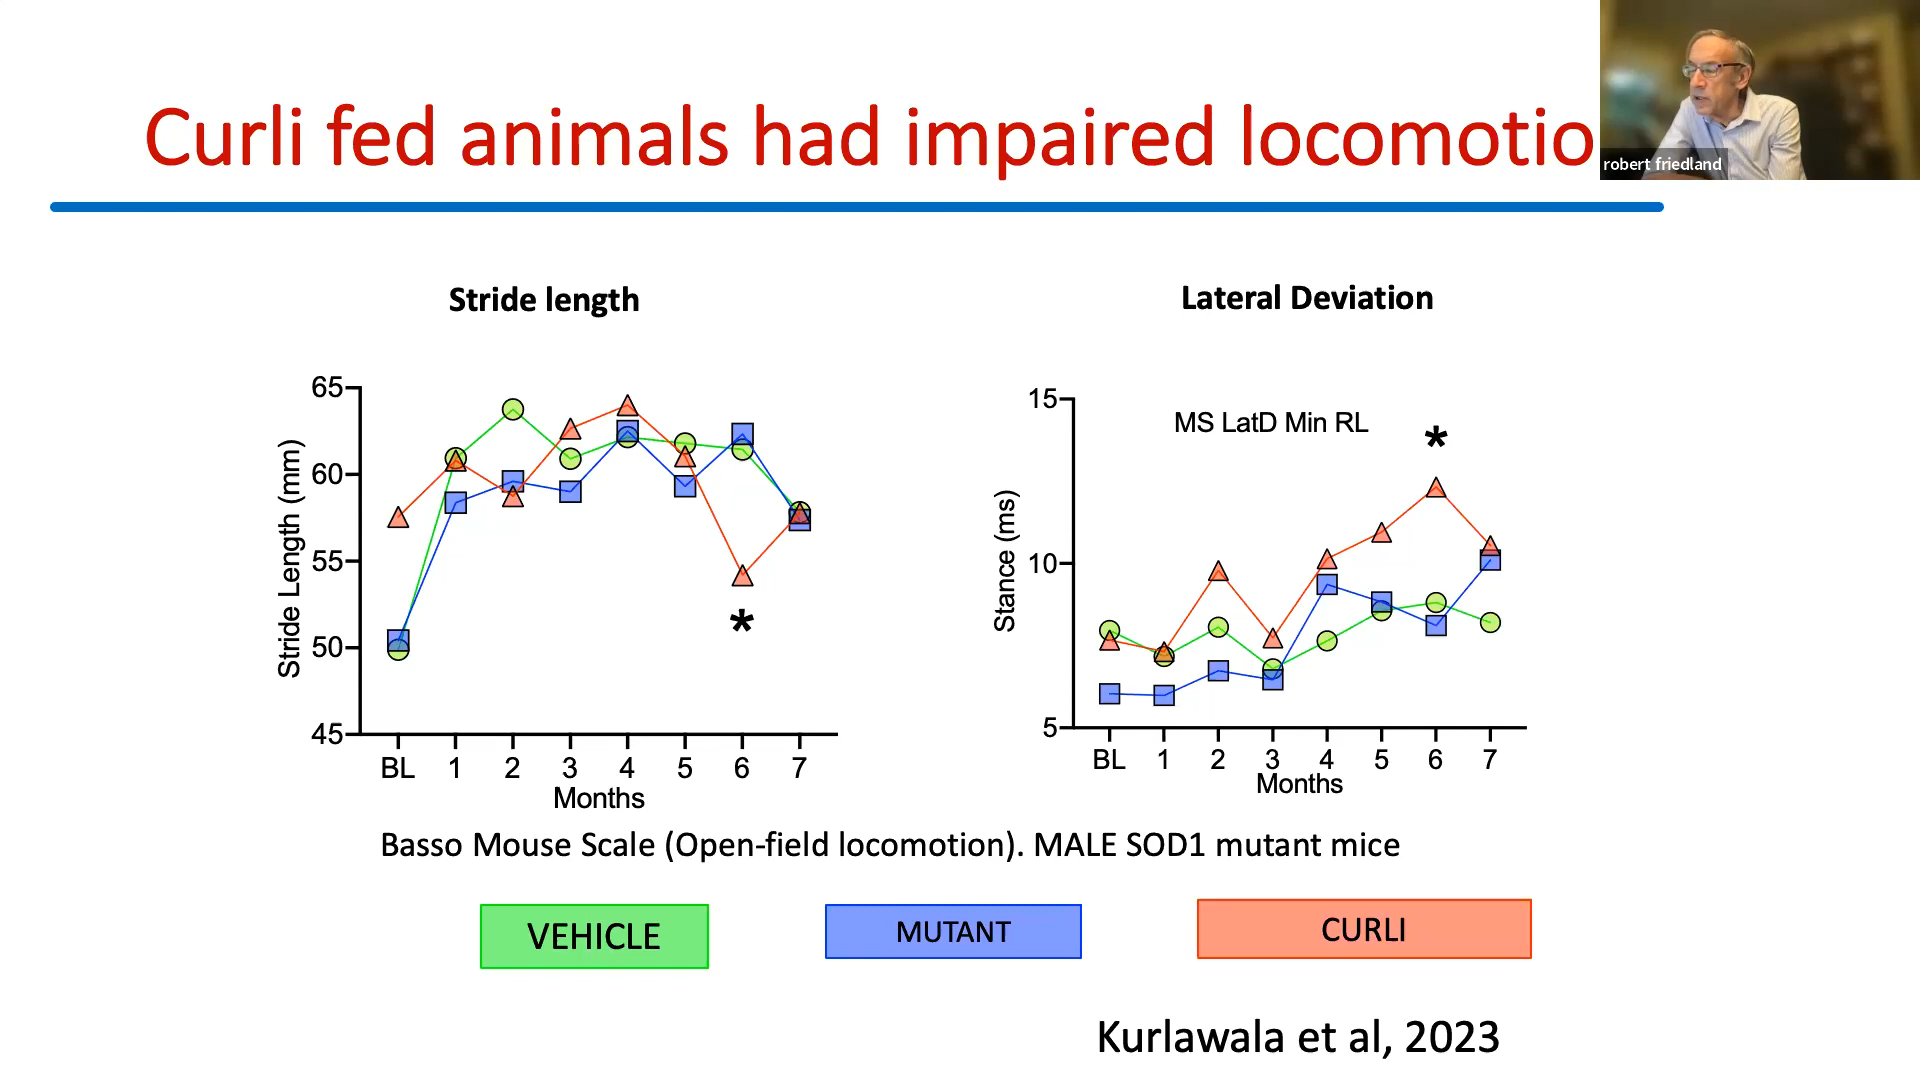 Curli fed animals had impaired locomotio
robert friedland
Stride length
Lateral Deviation
65
60
55
50
45
Stride Length (mm)
*
BL 1 2 3 4 5 6 7
Months
15
10
5
Stance (ms)
MS LatD Min RL
*
BL 1 2 3 4 5 6 7
Months
Basso Mouse Scale (Open-field locomotion). MALE SOD1 mutant mice
VEHICLE
MUTANT
CURLI
Kurlawala et al, 2023